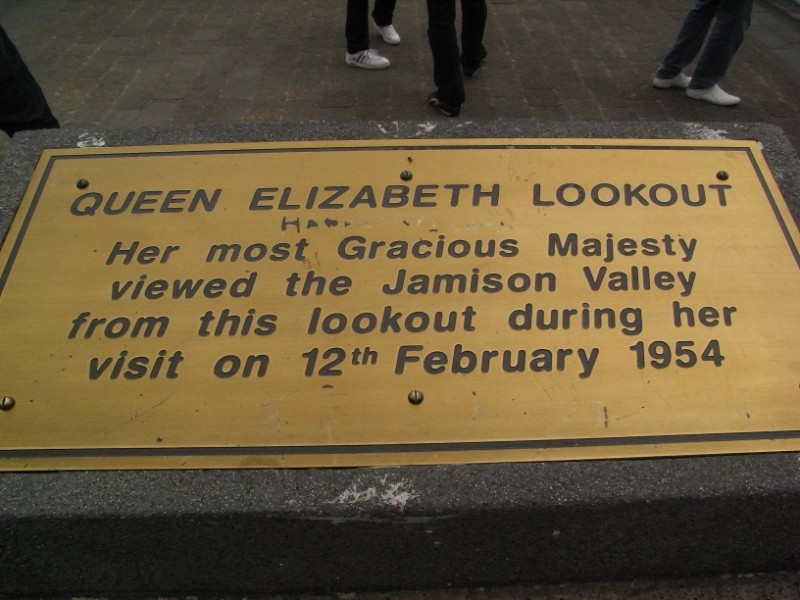 QUEEN ELIZABETH LOOKOUT
Her most Gracious Majesty
viewed the Jamison Valley
from this lookout during her
visit on 12th February 1954